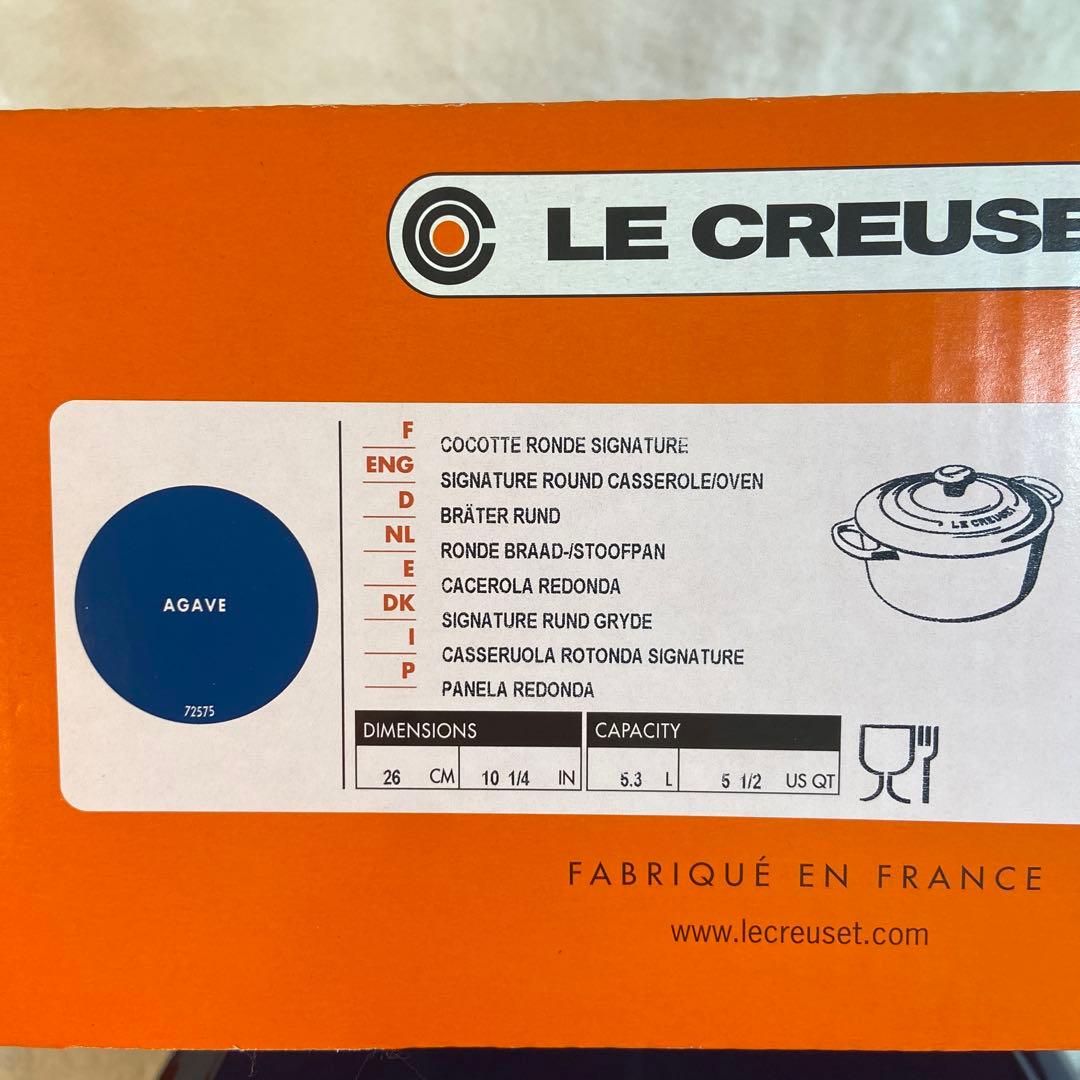 LE CREUSE
F COCOTTE RONDE SIGNATURE
ENG SIGNATURE ROUND CASSEROLE/OVEN
D BRÄTER RUND
NL RONDE BRAAD-/STOOFPAN
E CACEROLA REDONDA
DK SIGNATURE RUND GRYDE
I CASSERUOLA ROTONDA SIGNATURE
P PANELA REDONDA
LE CREUSET
AGAVE
72575
DIMENSIONS CAPACITY
26 CM 10 1/4 IN 5.3 L 5 1/2 US QT
FABRIQUÉ EN FRANCE
www.lecreuset.com